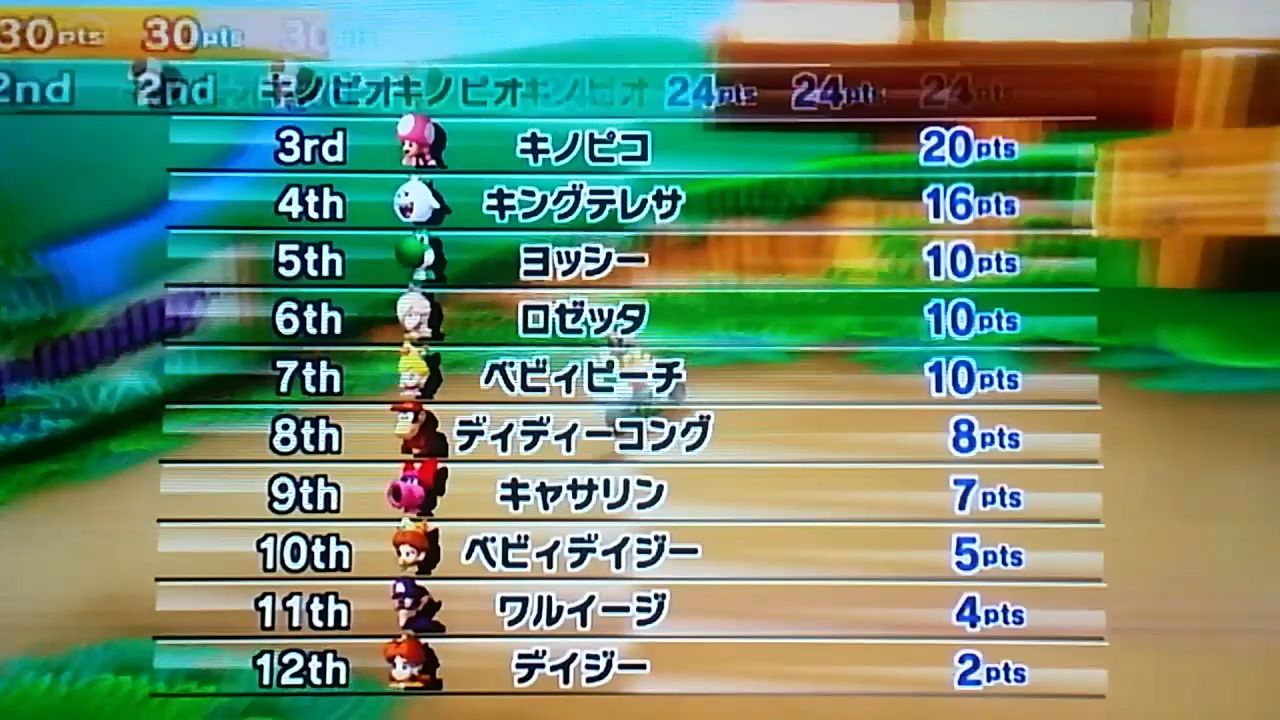 30pts 30pts 30
2nd 2nd キノピオ キノピオ キノピオ 24pts 24pts 24pts
3rd キノピコ 20pts
4th キングテレサ 16pts
5th ヨッシー 10pts
6th ロゼッタ 10pts
7th ベビィピーチ 10pts
8th ディディーコング 8pts
9th キャサリン 7pts
10th ベビィデイジー 5pts
11th ワルイージ 4pts
12th デイジー 2pts